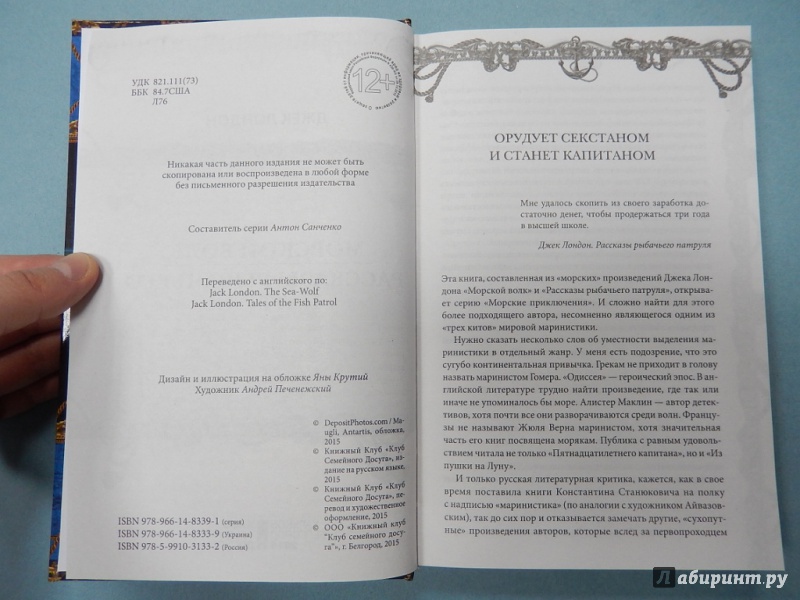 УДК 821.111(73)
ББК 84.7США
Л76
12+
Никакая часть данного издания не может быть
скопирована или воспроизведена в любой форме
без письменного разрешения издательства
Составитель серии Антон Санченко
Переведено с английского по:
Jack London. The Sea-Wolf
Jack London. Tales of the Fish Patrol
Дизайн и иллюстрация на обложке Яны Крутий
Художник Андрей Печенежский
© DepositPhotos.com / Ma-
ugli, Antartis, обложка,
2015
© Книжный Клуб «Клуб
Семейного Досуга», из-
дание на русском языке,
2015
© Книжный Клуб «Клуб
Семейного Досуга», пе-
ревод и художественное
оформление, 2015
© ООО «Книжный клуб
"Клуб семейного досу-
га"», г. Белгород, 2015
ISBN 978-966-14-8339-1 (серия)
ISBN 978-966-14-8333-9 (Украина)
ISBN 978-5-9910-3133-2 (Россия)
ОРУДУЕТ СЕКСТАНОМ
И СТАНЕТ КАПИТАНОМ
Мне удалось скопить из своего заработка до-
статочно денег, чтобы продержаться три года
в высшей школе.
Джек Лондон. Рассказы рыбачьего патруля
Эта книга, составленная из «морских» произведений Джека Лон-
дона «Морской волк» и «Рассказы рыбачьего патруля», открыва-
ет серию «Морские приключения». И сложно найти для этого
более подходящего автора, несомненно являющегося одним из
«трех китов» мировой маринистики.
Нужно сказать несколько слов об уместности выделения ма-
ринистики в отдельный жанр. У меня есть подозрение, что это
сугубо континентальная привычка. Грекам не приходит в голову
назвать маринистом Гомера. «Одиссея» — героический эпос. В ан-
глийской литературе трудно найти произведение, где так или
иначе не упоминалось бы море. Алистер Маклин — автор детек-
тивов, хотя почти все они разворачиваются среди волн. Францу-
зы не называют Жюля Верна маринистом, хотя значительная
часть его книг посвящена морякам. Публика с равным удоволь-
ствием читала не только «Пятнадцатилетнего капитана», но и «Из
пушки на Луну».
И только русская литературная критика, кажется, как в свое
время поставила книги Константина Станюковича на полку
с надписью «маринистика» (по аналогии с художником Айвазов-
ским), так до сих пор и отказывается замечать другие, «сухопут-
ные» произведения авторов, которые вслед за первопроходцем
Лабиринт.ру